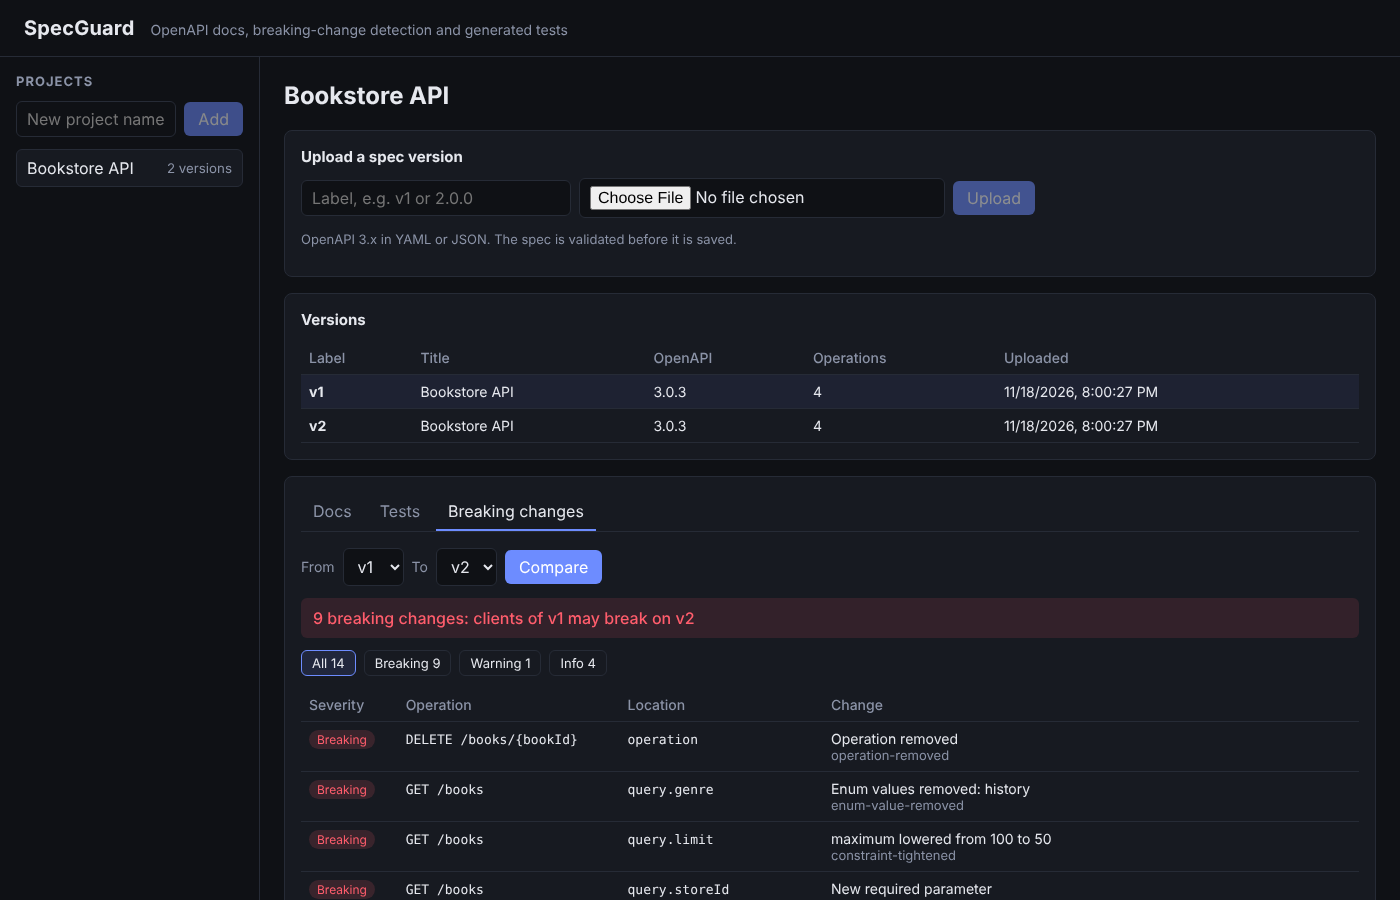 SpecGuard OpenAPI docs, breaking-change detection and generated tests
PROJECTS
New project name Add
Bookstore API 2 versions
Bookstore API
Upload a spec version
Label, e.g. v1 or 2.0.0 Choose File No file chosen Upload
OpenAPI 3.x in YAML or JSON. The spec is validated before it is saved.
Versions
Label Title OpenAPI Operations Uploaded
v1 Bookstore API 3.0.3 4 11/18/2026, 8:00:27 PM
v2 Bookstore API 3.0.3 4 11/18/2026, 8:00:27 PM
Docs Tests Breaking changes
From v1 To v2 Compare
9 breaking changes: clients of v1 may break on v2
All 14 Breaking 9 Warning 1 Info 4
Severity Operation Location Change
Breaking DELETE /books/{bookId} operation Operation removed
operation-removed
Breaking GET /books query.genre Enum values removed: history
enum-value-removed
Breaking GET /books query.limit maximum lowered from 100 to 50
constraint-tightened
Breaking GET /books query.storeId New required parameter